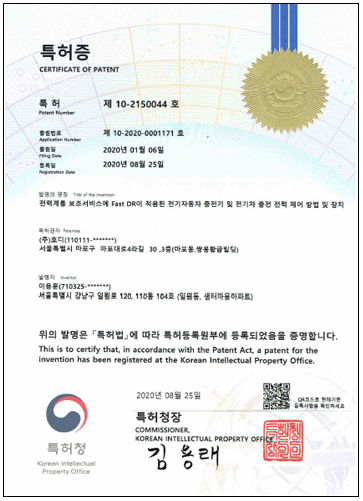 특허증
CERTIFICATE OF PATENT
특 허 제 10-2150044 호
Patent Number
출원번호 제 10-2020-0001171 호
Application Number
출원일 2020년 01월 06일
Filing Date
등록일 2020년 08월 25일
Registration Date
발명의 명칭 Title of the Invention
전력계통 보조서비스에 Fast DR이 적용된 전기자동차 충전기 및 전기차 충전 전력 제어 방법 및 장치
특허권자 Patentee
(주)호디(110111-*******)
서울특별시 마포구 마포대로4라길 30 ,3층(마포동,쌍용황금빌딩)
발명자 Inventor
이용훈(710325-*******)
서울특별시 강남구 일원로 120, 110동 104호 (일원동, 샘터마을아파트)
위의 발명은 「특허법」에 따라 특허등록원부에 등록되었음을 증명합니다.
This is to certify that, in accordance with the Patent Act, a patent for the
invention has been registered at the Korean Intellectual Property Office.
2020년 08월 25일
QR코드로 현재기준
등록사항을 확인하세요
특허청장
COMMISSIONER,
KOREAN INTELLECTUAL PROPERTY OFFICE
김용래
특허청
Korean Intellectual
Property Office